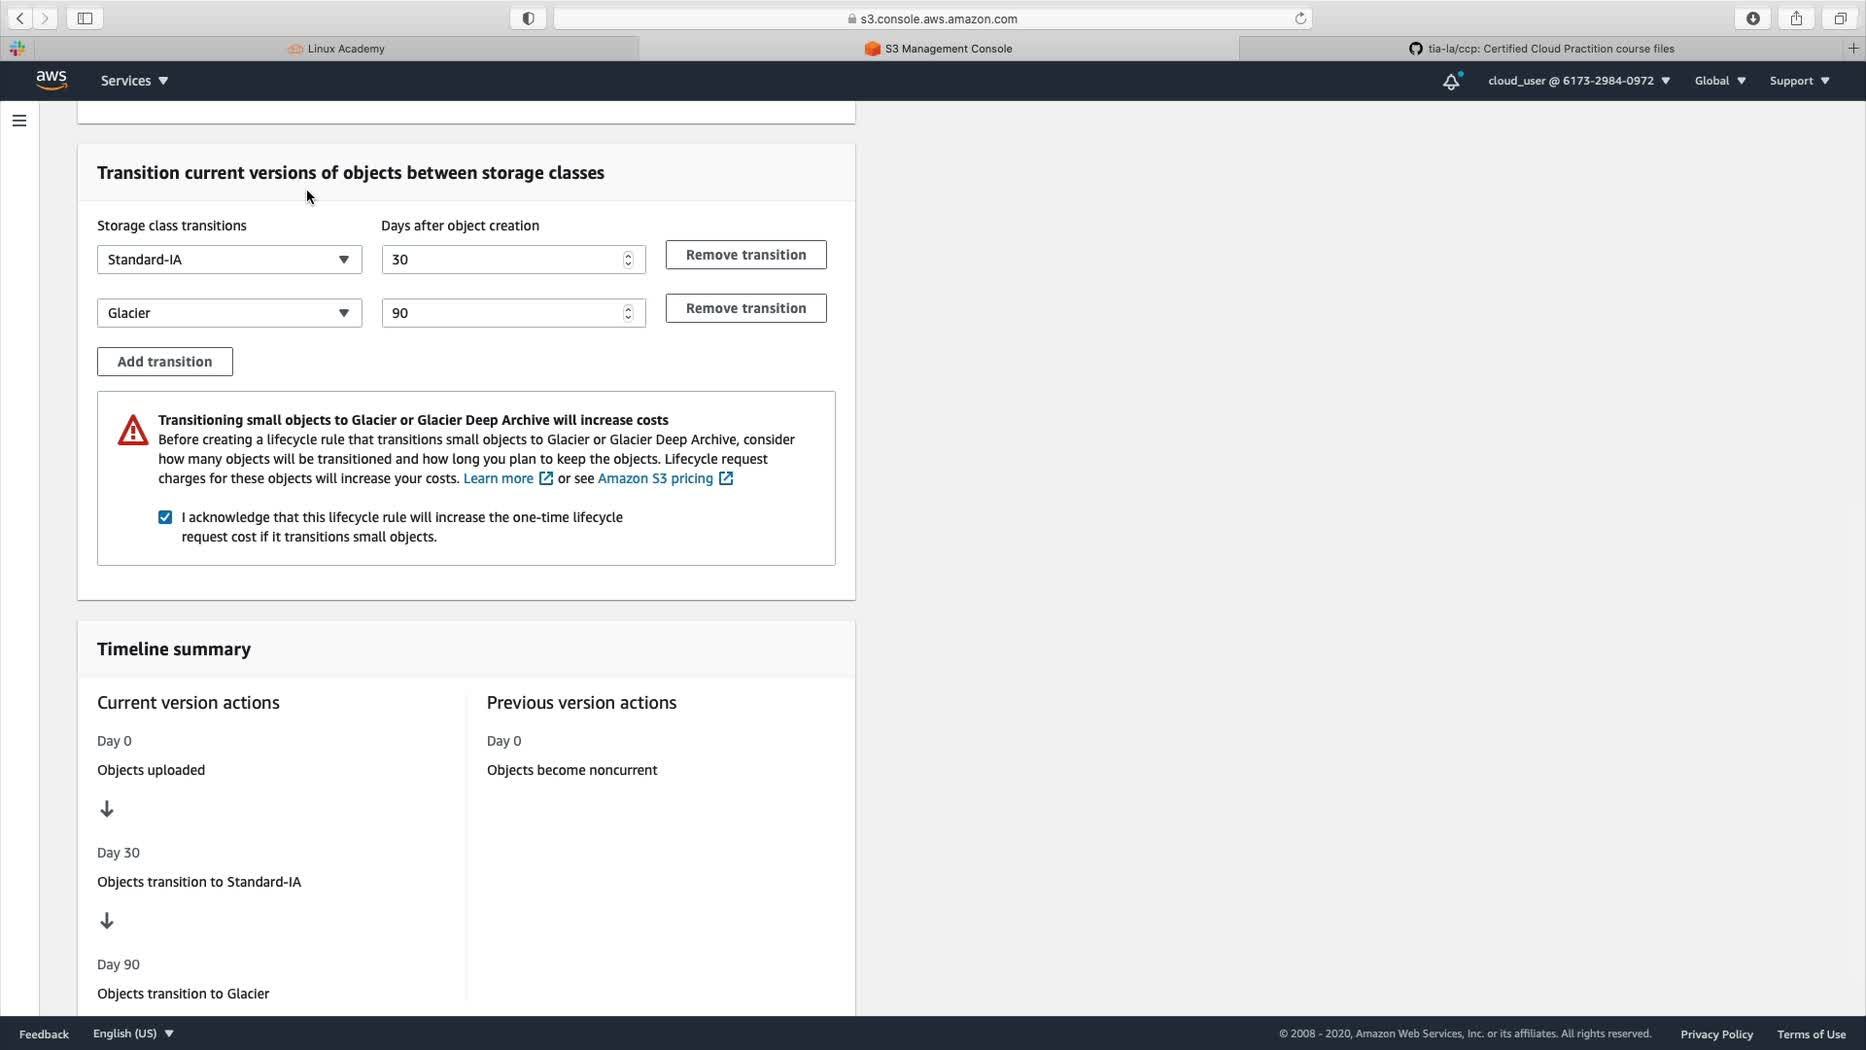 s3.console.aws.amazon.com
Linux Academy
S3 Management Console
tia-la/ccp: Certified Cloud Practition course files
aws
Services
cloud_user @ 6173-2984-0972
Global
Support
Transition current versions of objects between storage classes
Storage class transitions
Days after object creation
Standard-IA
30
Remove transition
Glacier
90
Remove transition
Add transition
Transitioning small objects to Glacier or Glacier Deep Archive will increase costs
Before creating a lifecycle rule that transitions small objects to Glacier or Glacier Deep Archive, consider
how many objects will be transitioned and how long you plan to keep the objects. Lifecycle request
charges for these objects will increase your costs. Learn more or see Amazon S3 pricing
I acknowledge that this lifecycle rule will increase the one-time lifecycle
request cost if it transitions small objects.
Timeline summary
Current version actions
Day 0
Objects uploaded
Day 30
Objects transition to Standard-IA
Day 90
Objects transition to Glacier
Previous version actions
Day 0
Objects become noncurrent
Feedback
English (US)
© 2008 - 2020, Amazon Web Services, Inc. or its affiliates. All rights reserved.
Privacy Policy
Terms of Use